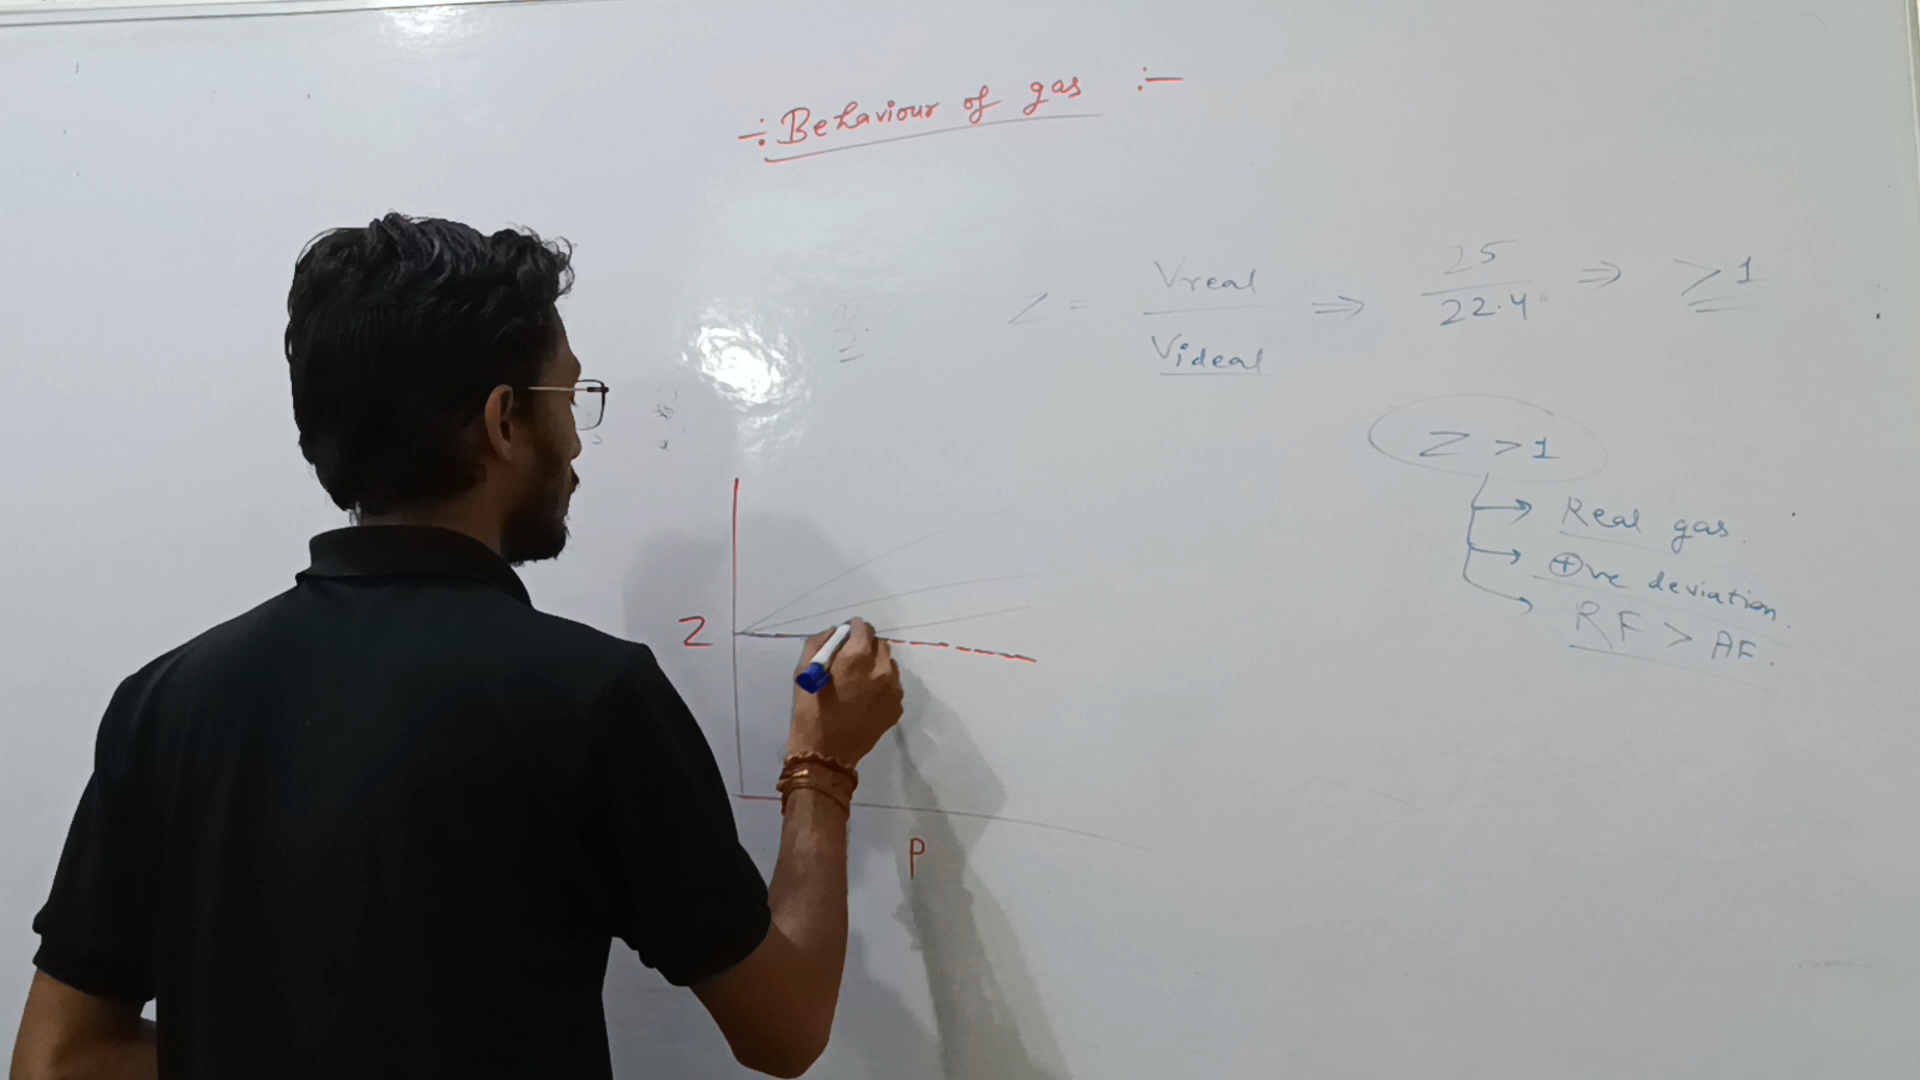 ÷ Behaviour of gas :-
Z = Vreal / Videal ⇒ 25 / 22.4 ⇒ > 1
Z > 1
→ Real gas.
→ ⊕ve deviation.
→ RF > AF.
Z
P